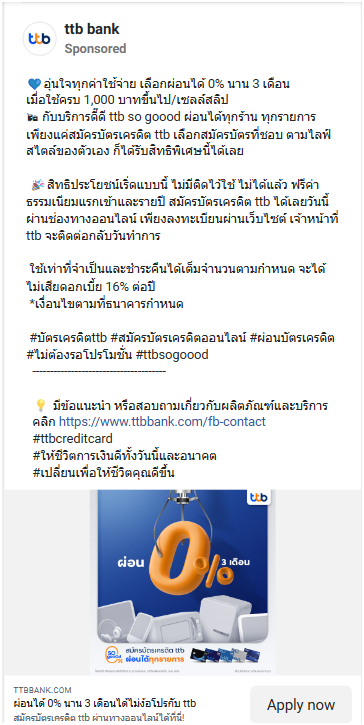 ttb
ttb bank
Sponsored
💙อุ่นใจทุกค่าใช้จ่าย เลือกผ่อนได้ 0% นาน 3 เดือน
เมื่อใช้ครบ 1,000 บาทขึ้นไป/เซลล์สลิป
กับบริการดี๊ดี ttb so goood ผ่อนได้ทุกร้าน ทุกรายการ
เพียงแค่สมัครบัตรเครดิต ttb เลือกสมัครบัตรที่ชอบ ตามไลฟ์
สไตล์ของตัวเอง ก็ได้รับสิทธิพิเศษนี้ได้เลย
🎉 สิทธิประโยชน์เริ่ดแบบนี้ ไม่มีติดไว้ใช้ ไม่ได้แล้ว ฟรีค่า
ธรรมเนียมแรกเข้าและรายปี สมัครบัตรเครดิต ttb ได้เลยวันนี้
ผ่านช่องทางออนไลน์ เพียงลงทะเบียนผ่านเว็บไซต์ เจ้าหน้าที่
ttb จะติดต่อกลับวันทำการ
ใช้เท่าที่จำเป็นและชำระคืนได้เต็มจำนวนตามกำหนด จะได้
ไม่เสียดอกเบี้ย 16% ต่อปี
*เงื่อนไขตามที่ธนาคารกำหนด
#บัตรเครดิตttb #สมัครบัตรเครดิตออนไลน์ #ผ่อนบัตรเครดิต
#ไม่ต้องรอโปรโมชั่น #ttbsogoood
-------------------------------------
💡 มีข้อแนะนำ หรือสอบถามเกี่ยวกับผลิตภัณฑ์และบริการ
คลิก https://www.ttbbank.com/fb-contact
#ttbcreditcard
#ให้ชีวิตการเงินดีทั้งวันนี้และอนาคต
#เปลี่ยนเพื่อให้ชีวิตคุณดีขึ้น
ttb
ผ่อน 0% 3 เดือน
so goood
สมัครบัตรเครดิต ttb
ผ่อนได้ทุกรายการ
TTBBANK.COM
ผ่อนได้ 0% นาน 3 เดือนได้ไม่ง้อโปรกับ ttb
สมัครบัตรเครดิต ttb ผ่านทางออนไลน์ได้ที่นี่!
Apply now